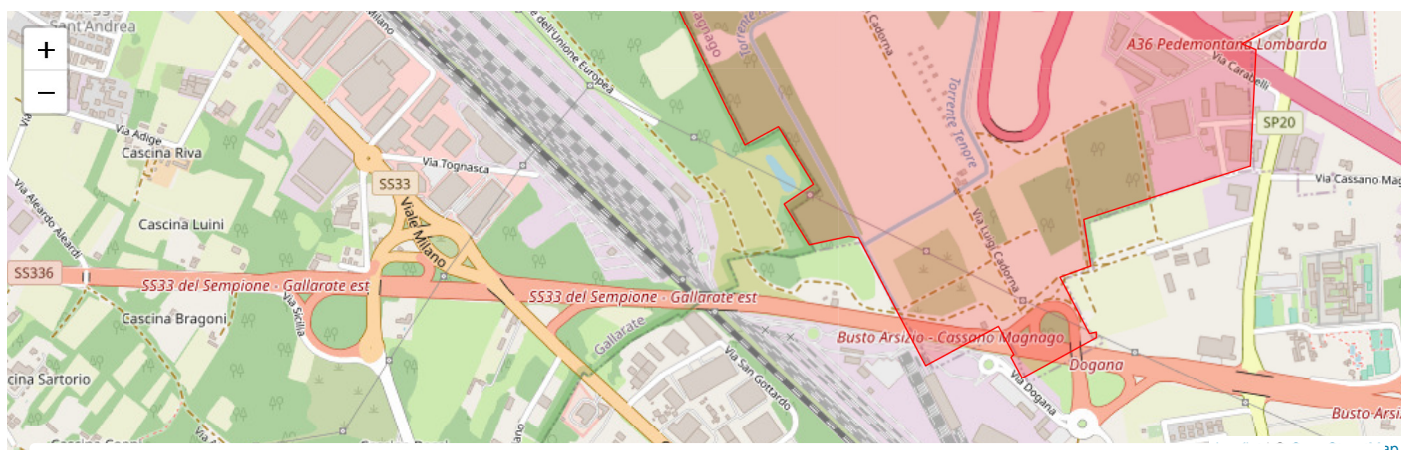 Sant'Andrea
Milano
e dell'Unione Europea
agnago
Torrente
Cadorna
A36 Pedemontana Lombarda
Via Carabelli
+
−
Via Adige
Cascina Riva
Via Tognasca
Torrente Tenore
SP20
SS33
Via Cassano Mag
Via Aleardo Aleardi
Cascina Luini
Viale Milano
Via Luigi Cadorna
SS336
SS33 del Sempione - Gallarate est
SS33 del Sempione - Gallarate est
Via Sicilia
Cascina Bragoni
Gallarate
Busto Arsizio - Cassano Magnago
Dogana
Via San Gottardo
Via Dogana
cina Sartorio
Busto Arsi